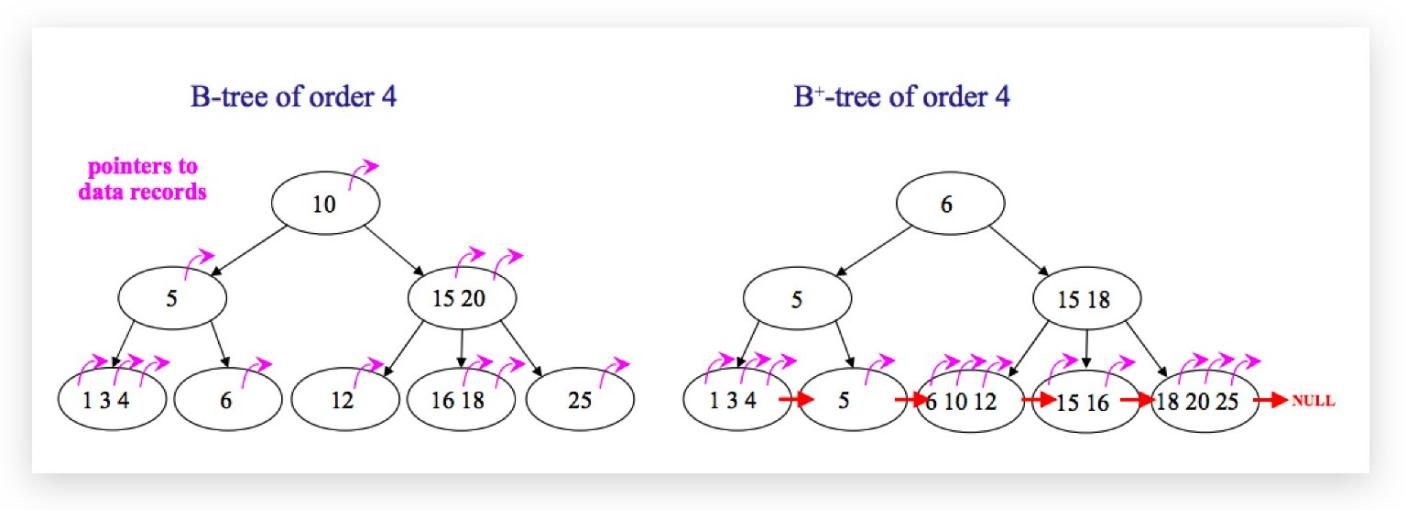 B-tree of order 4
pointers to
data records
10
5
15 20
1 3 4
6
12
16 18
25
B⁺-tree of order 4
6
5
15 18
1 3 4
5
6 10 12
15 16
18 20 25
NULL